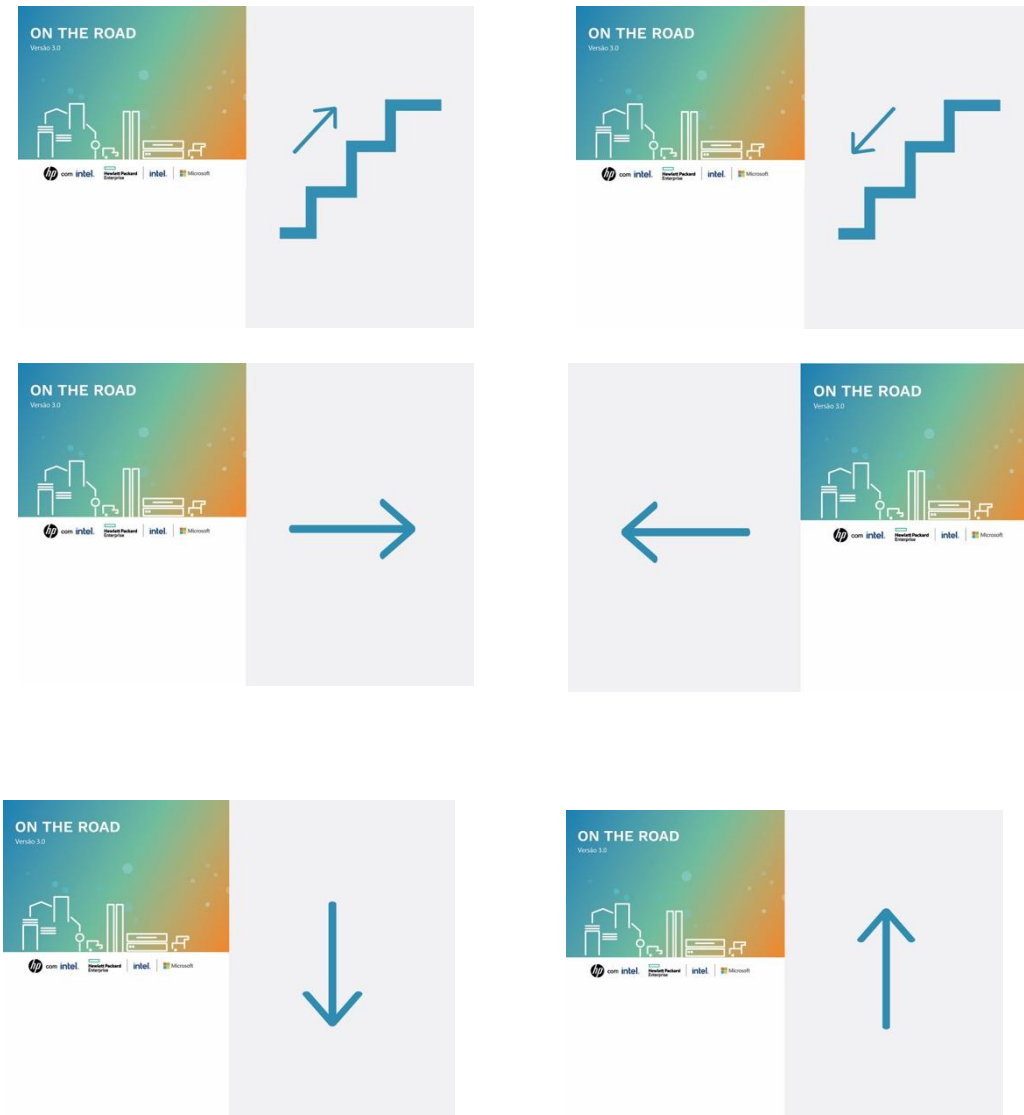 ON THE ROAD
Versão 3.0
hp com intel. Hewlett Packard Enterprise intel. Microsoft
ON THE ROAD
Versão 3.0
hp com intel. Hewlett Packard Enterprise intel. Microsoft
ON THE ROAD
Versão 3.0
hp com intel. Hewlett Packard Enterprise intel. Microsoft
ON THE ROAD
Versão 3.0
hp com intel. Hewlett Packard Enterprise intel. Microsoft
ON THE ROAD
Versão 3.0
hp com intel. Hewlett Packard Enterprise intel. Microsoft
ON THE ROAD
Versão 3.0
hp com intel. Hewlett Packard Enterprise intel. Microsoft